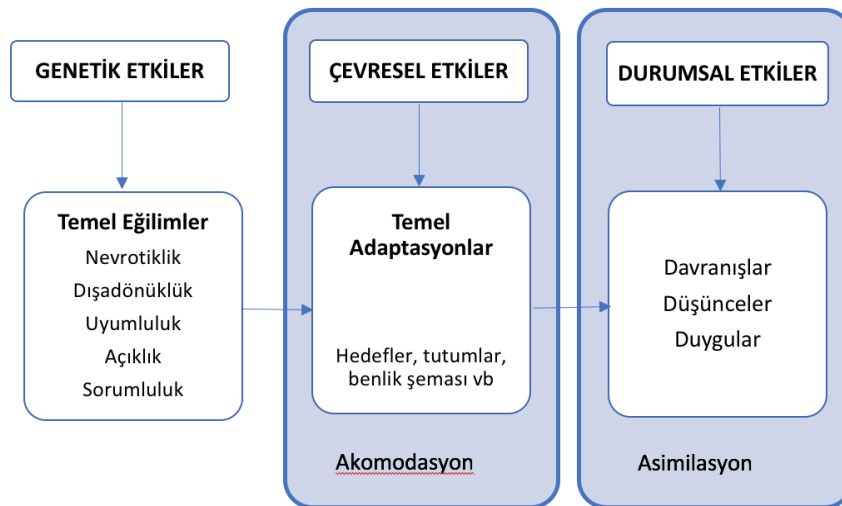 GENETİK ETKİLER
Temel Eğilimler
Nevrotiklik
Dışadönüklük
Uyumluluk
Açıklık
Sorumluluk
ÇEVRESEL ETKİLER
Temel
Adaptasyonlar
Hedefler, tutumlar,
benlik şeması vb
Akomodasyon
DURUMSAL ETKİLER
Davranışlar
Düşünceler
Duygular
Asimilasyon